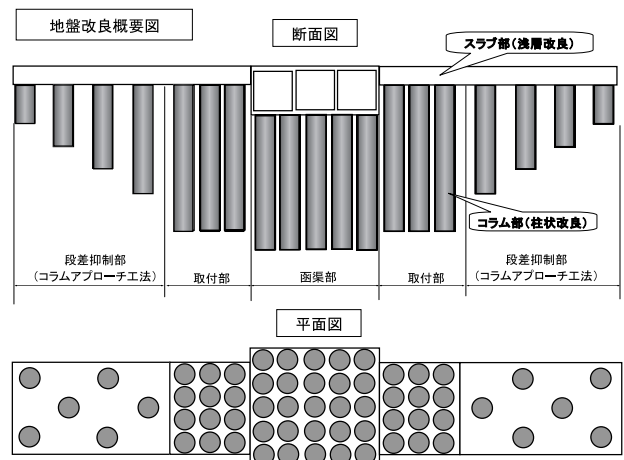 地盤改良概要図
断面図
スラブ部（浅層改良）
コラム部（柱状改良）
段差抑制部
（コラムアプローチ工法）
取付部
函渠部
取付部
段差抑制部
（コラムアプローチ工法）
平面図